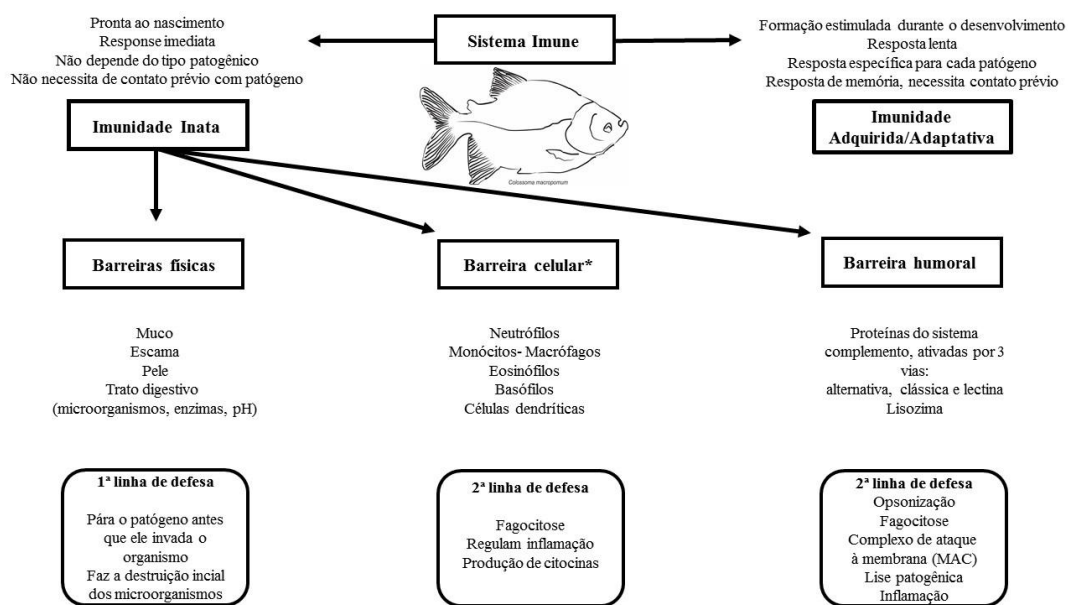 Pronta ao nascimento
Response imediata
Não depende do tipo patogênico
Não necessita de contato prévio com patógeno
Sistema Imune
Formação estimulada durante o desenvolvimento
Resposta lenta
Resposta específica para cada patógeno
Resposta de memória, necessita contato prévio
Imunidade Inata
Colossoma macropomum
Imunidade
Adquirida/Adaptativa
Barreiras físicas
Barreira celular*
Barreira humoral
Muco
Escama
Pele
Trato digestivo
(microorganismos, enzimas, pH)
Neutrófilos
Monócitos- Macrófagos
Eosinófilos
Basófilos
Células dendríticas
Proteínas do sistema
complemento, ativadas por 3
vias:
alternativa, clássica e lectina
Lisozima
1ª linha de defesa
Pára o patógeno antes
que ele invada o
organismo
Faz a destruição incial
dos microorganismos
2ª linha de defesa
Fagocitose
Regulam inflamação
Produção de citocinas
2ª linha de defesa
Opsonização
Fagocitose
Complexo de ataque
à membrana (MAC)
Lise patogênica
Inflamação